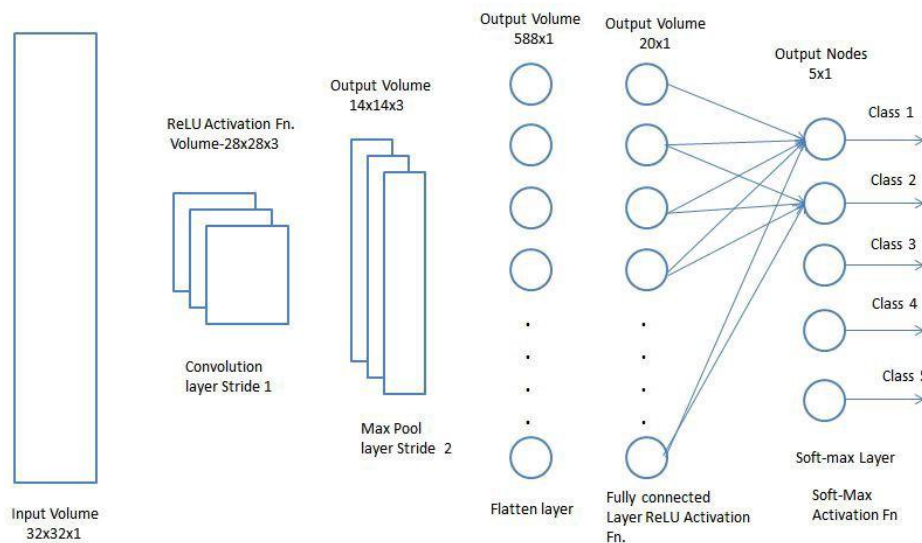 Input Volume
32x32x1
ReLU Activation Fn.
Volume-28x28x3
Convolution
layer Stride 1
Output Volume
14x14x3
Max Pool
layer Stride 2
Output Volume
588x1
Flatten layer
Output Volume
20x1
Fully connected
Layer ReLU Activation
Fn.
Output Nodes
5x1
Class 1
Class 2
Class 3
Class 4
Class 5
Soft-max Layer
Soft-Max
Activation Fn